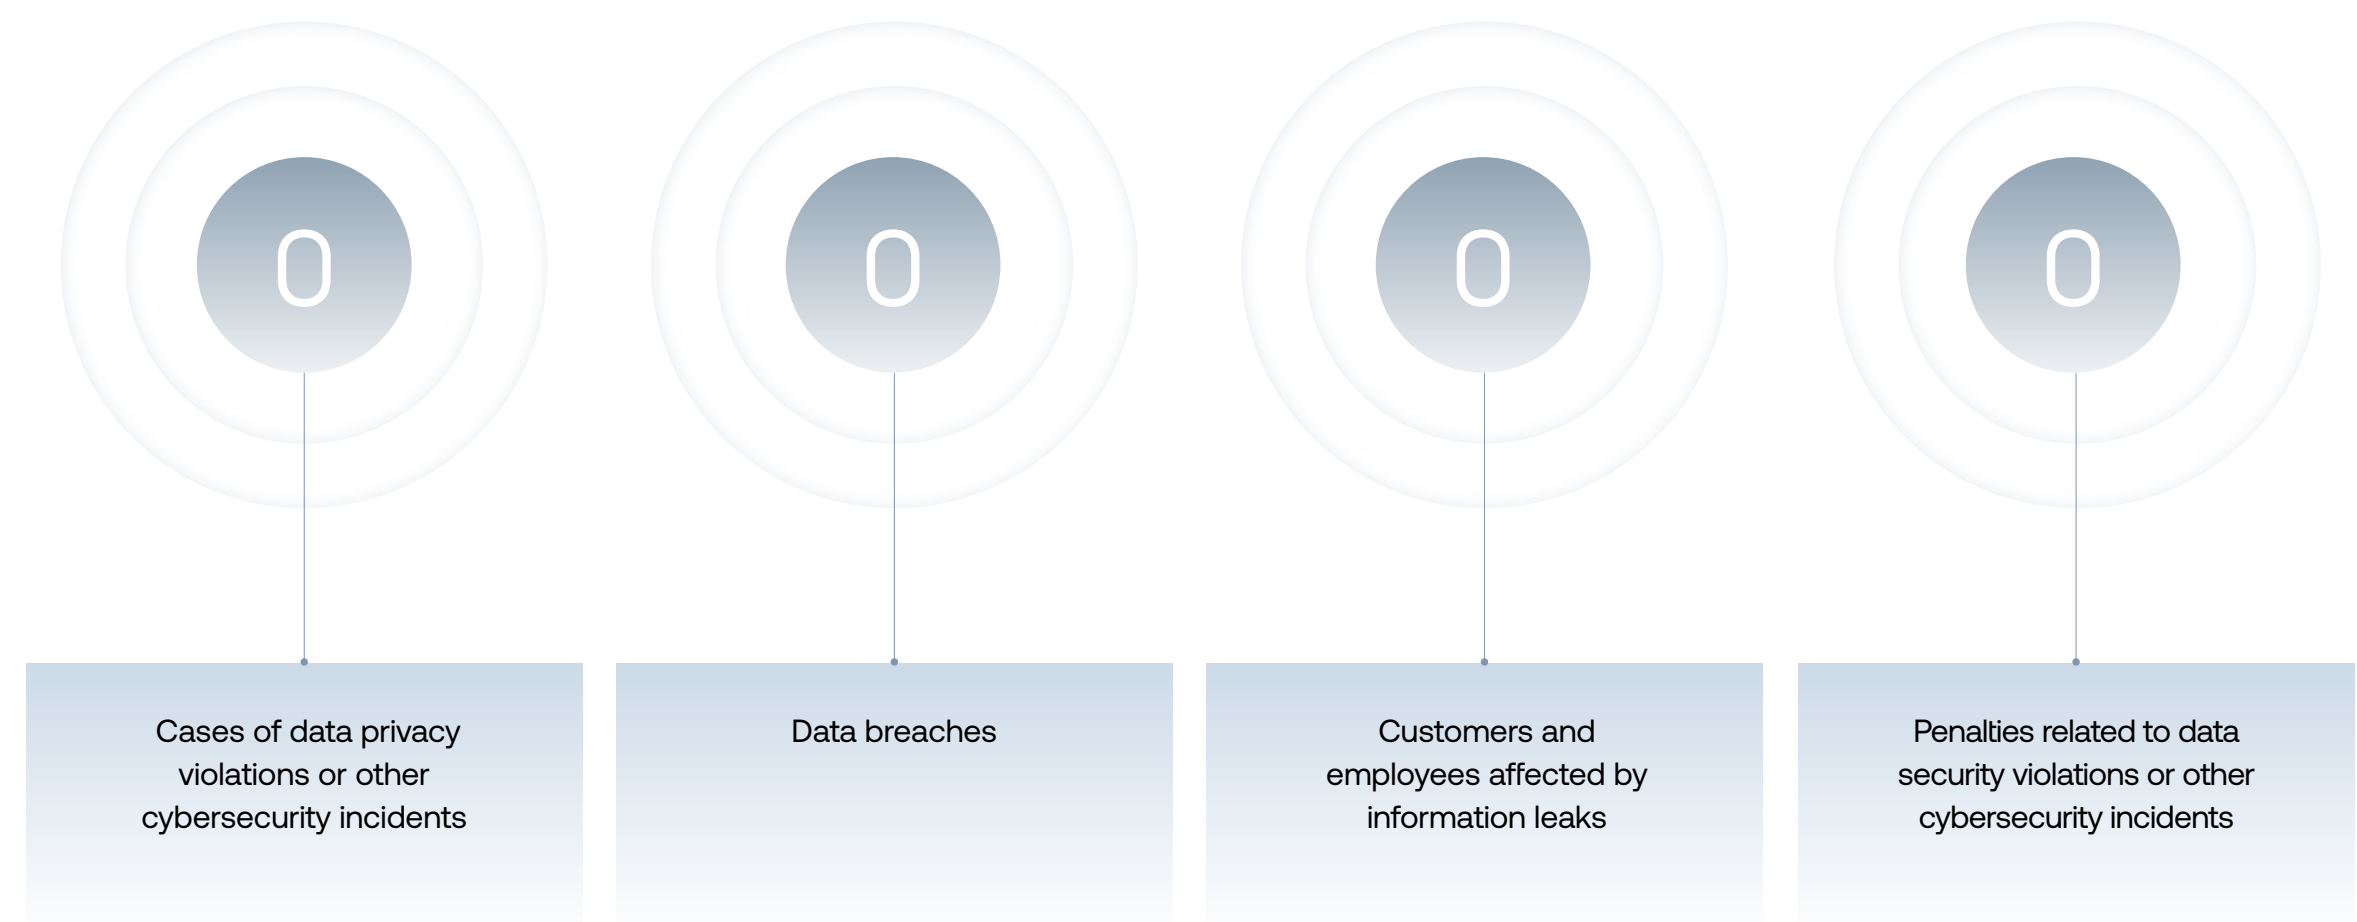 0
Cases of data privacy
violations or other
cybersecurity incidents
0
Data breaches
0
Customers and
employees affected by
information leaks
0
Penalties related to data
security violations or other
cybersecurity incidents